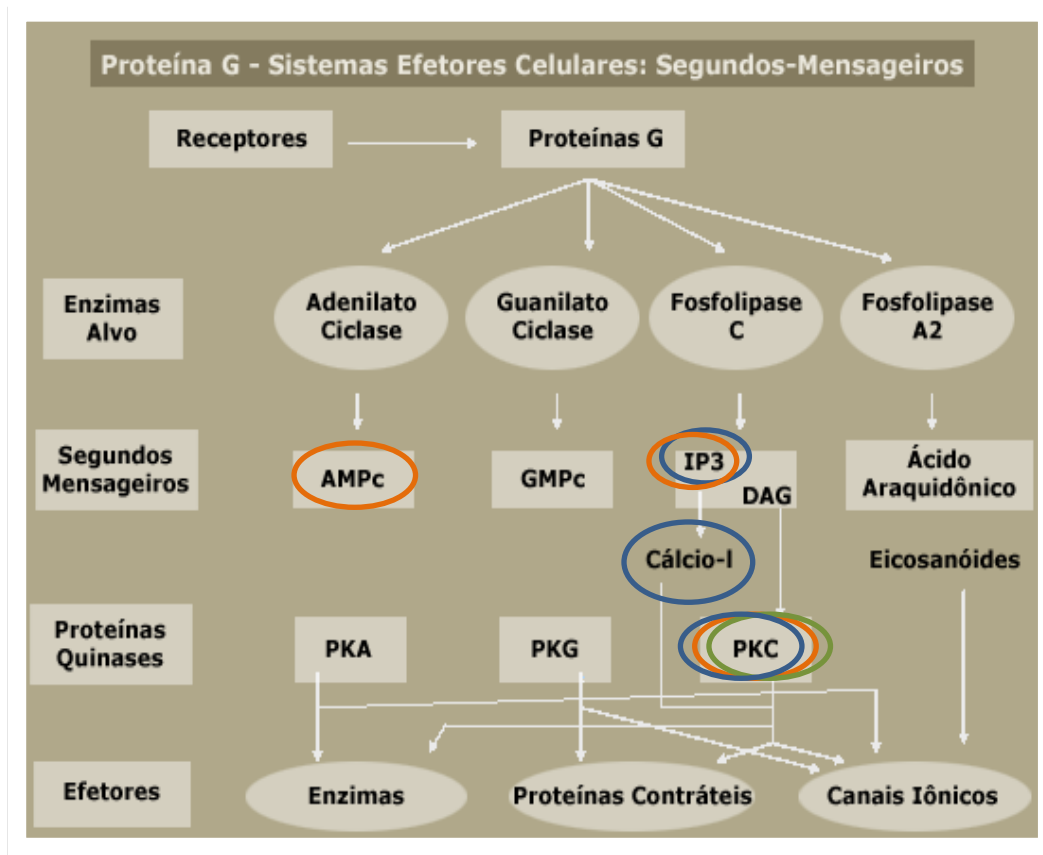 Proteína G - Sistemas Efetores Celulares: Segundos-Mensageiros
Receptores
Proteínas G
Enzimas
Alvo
Adenilato
Ciclase
Guanilato
Ciclase
Fosfolipase
C
Fosfolipase
A2
Segundos
Mensageiros
AMPc
GMPc
IP3
DAG
Ácido
Araquidônico
Cálcio-I
Eicosanóides
Proteínas
Quinases
PKA
PKG
PKC
Efetores
Enzimas
Proteínas Contráteis
Canais Iônicos